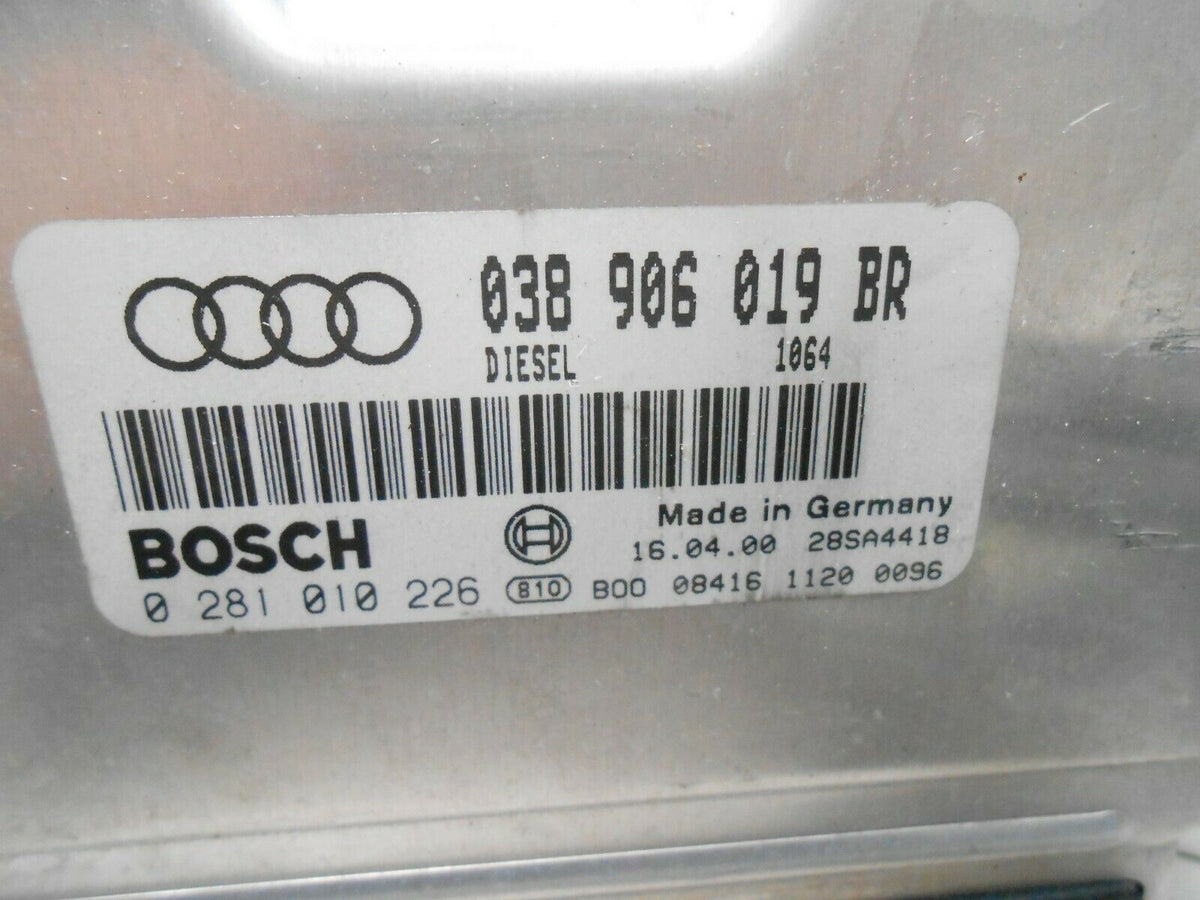 038 906 019 BR
DIESEL 1064
BOSCH
Made in Germany
16.04.00 28SA4418
0 281 010 226 810 B00 08416 1120 0096